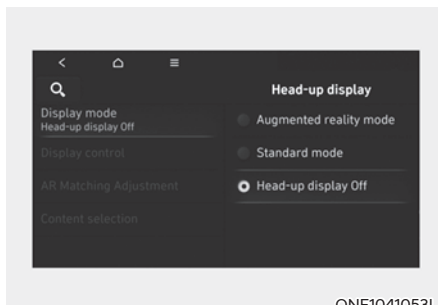 Head-up display
Display mode
Head-up display Off
Augmented reality mode
Display control
Standard mode
AR Matching Adjustment
Head-up display Off
Content selection